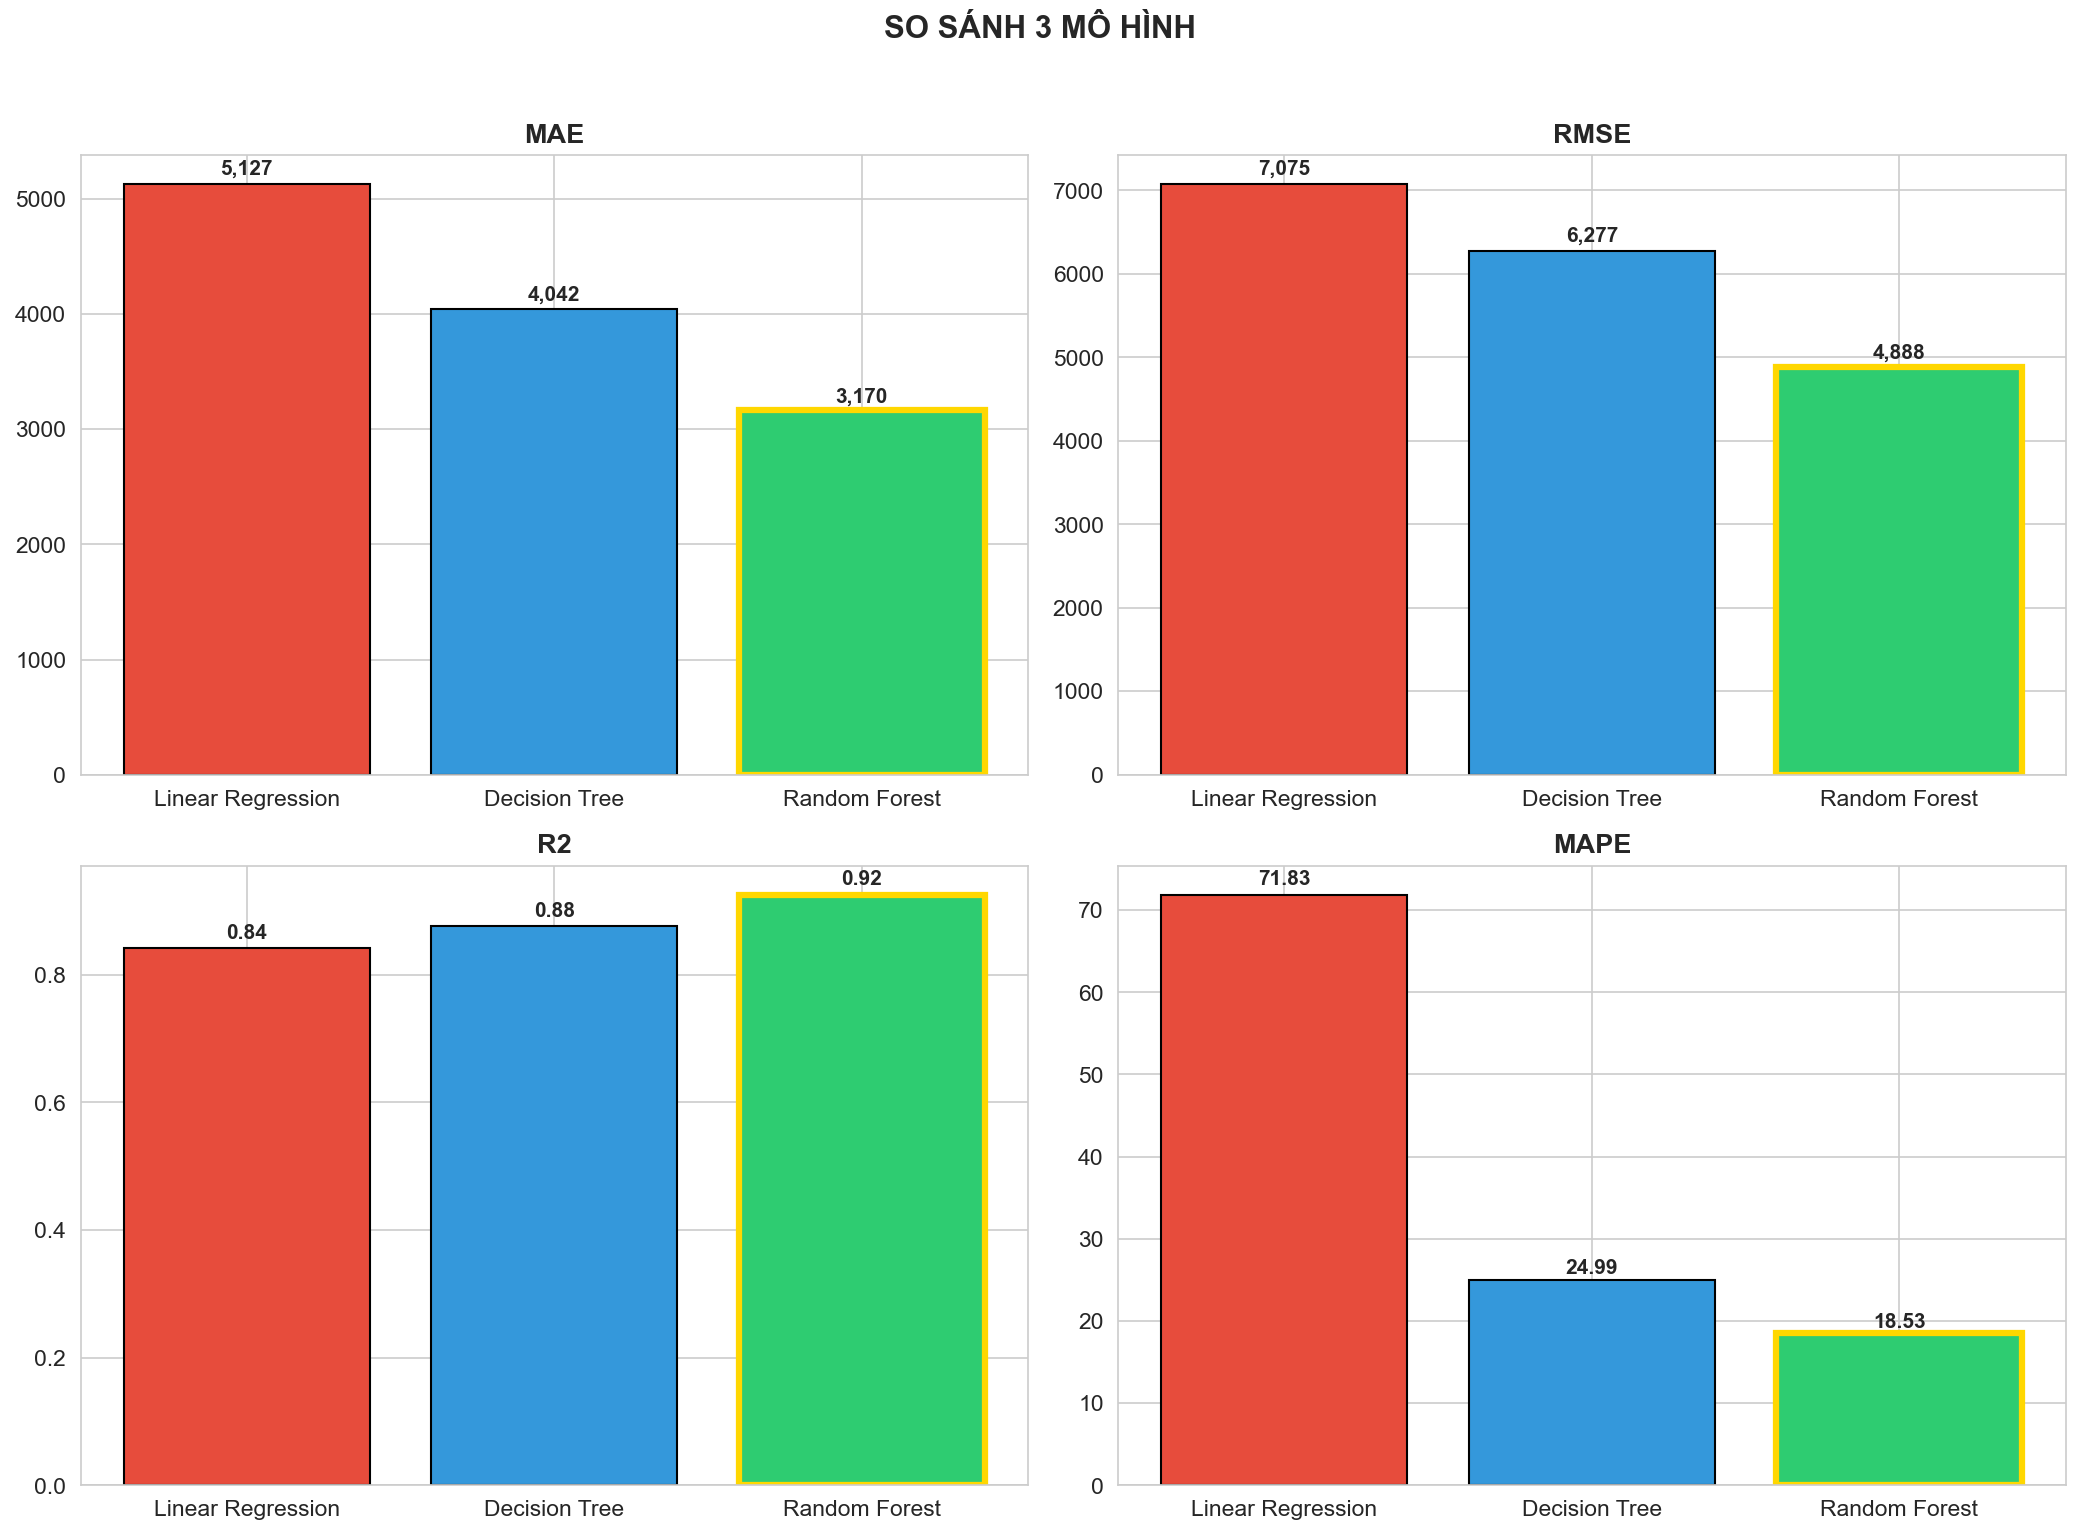 SO SÁNH 3 MÔ HÌNH
MAE
5000
4000
3000
2000
1000
0
5,127
4,042
3,170
Linear Regression
Decision Tree
Random Forest
RMSE
7000
6000
5000
4000
3000
2000
1000
0
7,075
6,277
4,888
Linear Regression
Decision Tree
Random Forest
R2
0.8
0.6
0.4
0.2
0.0
0.84
0.88
0.92
Linear Regression
Decision Tree
Random Forest
MAPE
70
60
50
40
30
20
10
0
71.83
24.99
18.53
Linear Regression
Decision Tree
Random Forest